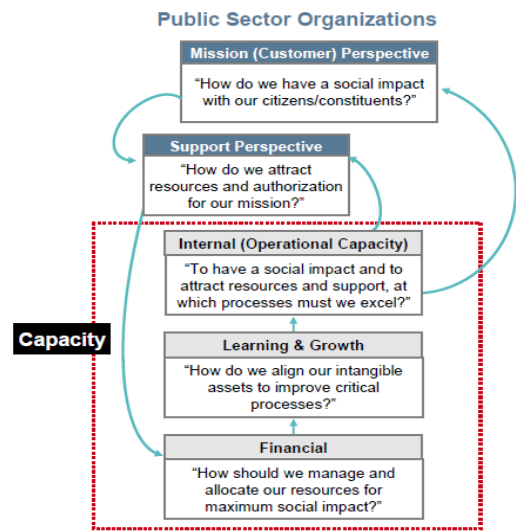 Public Sector Organizations
Mission (Customer) Perspective
“How do we have a social impact
with our citizens/constituents?”
Support Perspective
“How do we attract
resources and authorization
for our mission?”
Internal (Operational Capacity)
“To have a social impact and to
attract resources and support, at
which processes must we excel?”
Capacity
Learning & Growth
“How do we align our intangible
assets to improve critical
processes?”
Financial
“How should we manage and
allocate our resources for
maximum social impact?”